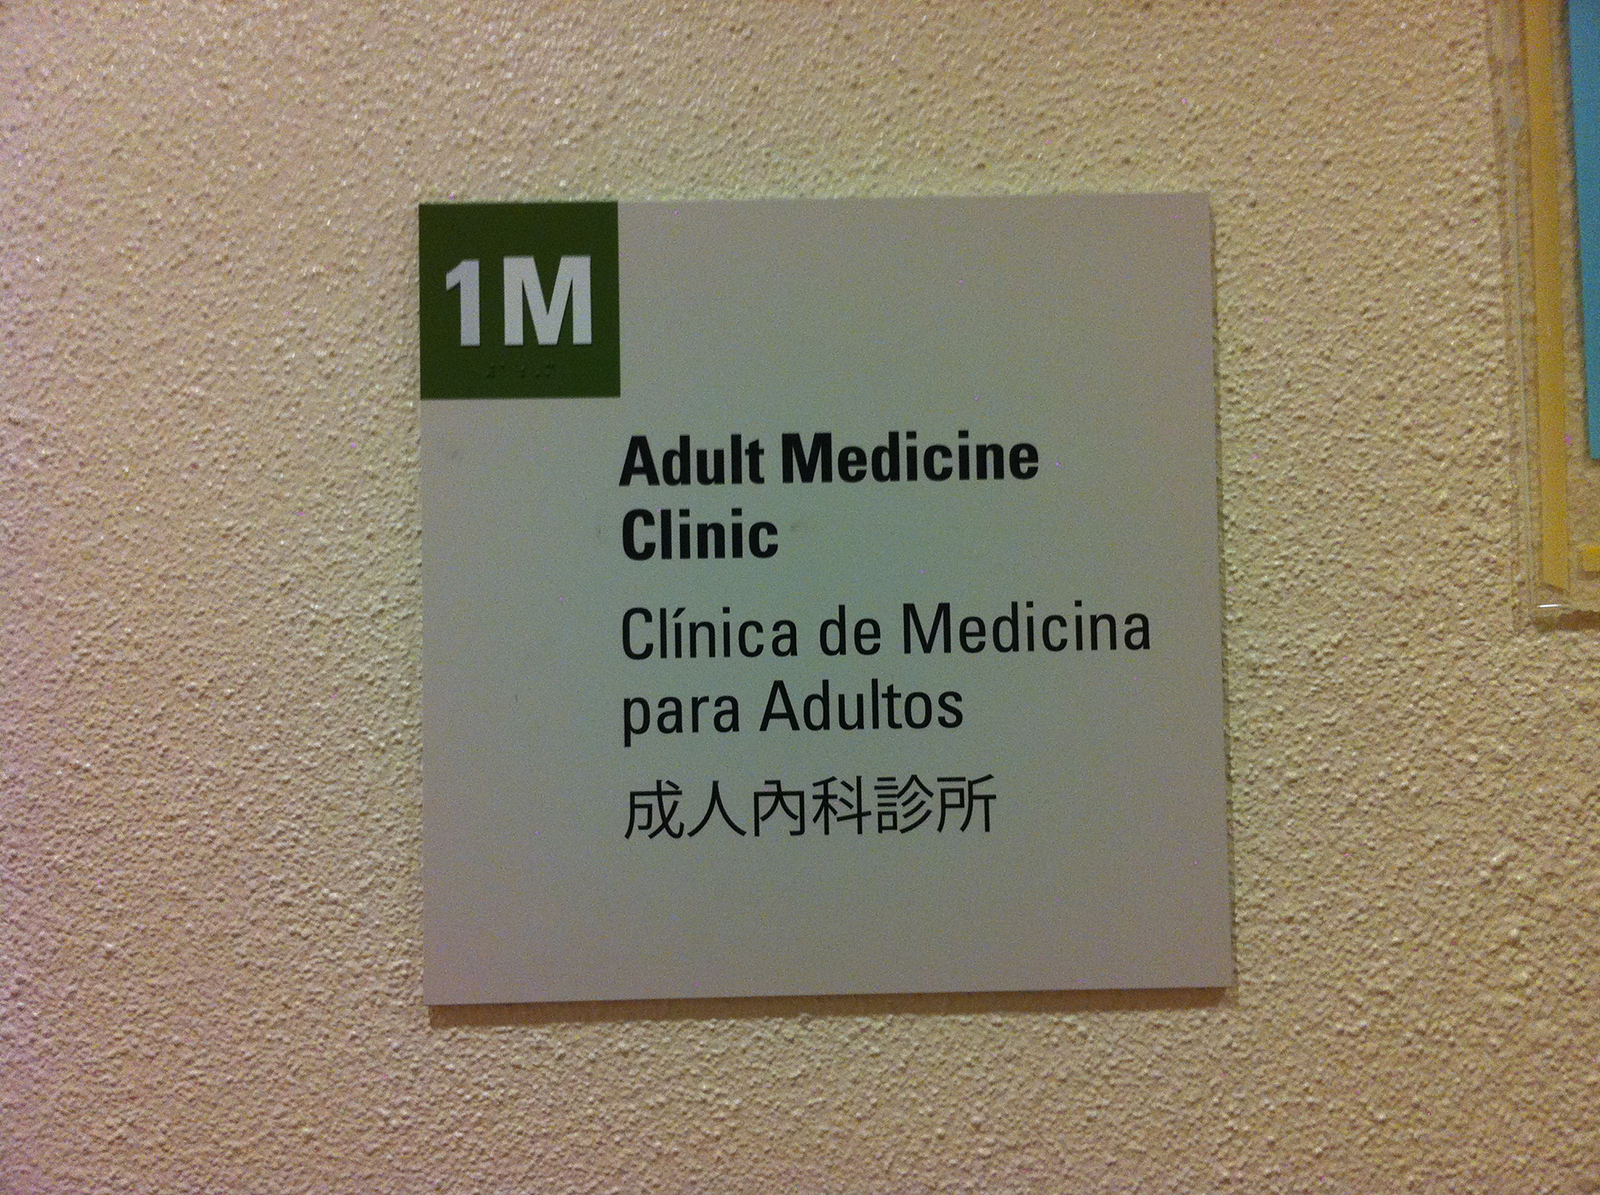 1M
Adult Medicine
Clinic
Clínica de Medicina
para Adultos
成人內科診所